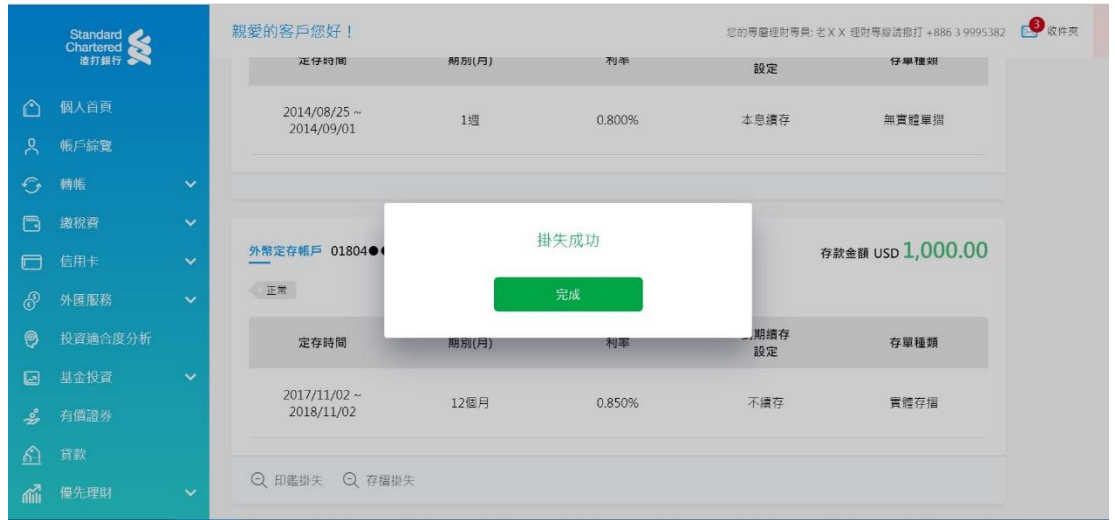 Standard
Chartered
渣打銀行
親愛的客戶您好！
您的專屬理財專員: 老X X 理財專線請撥打 +886 3 9995382
3
收件夾
個人首頁
帳戶綜覽
轉帳
繳稅費
信用卡
外匯服務
投資適合度分析
基金投資
有價證券
貸款
優先理財
定存時間 期別(月) 利率 設定 存單種類
2014/08/25 ~
2014/09/01
1週 0.800% 本息續存 無實體單摺
外幣定存帳戶 01804●
存款金額 USD 1,000.00
正常
掛失成功
完成
定存時間 期別(月) 利率 期續存
設定
存單種類
2017/11/02 ~
2018/11/02
12個月 0.850% 不續存 實體存摺
印鑑掛失 存摺掛失